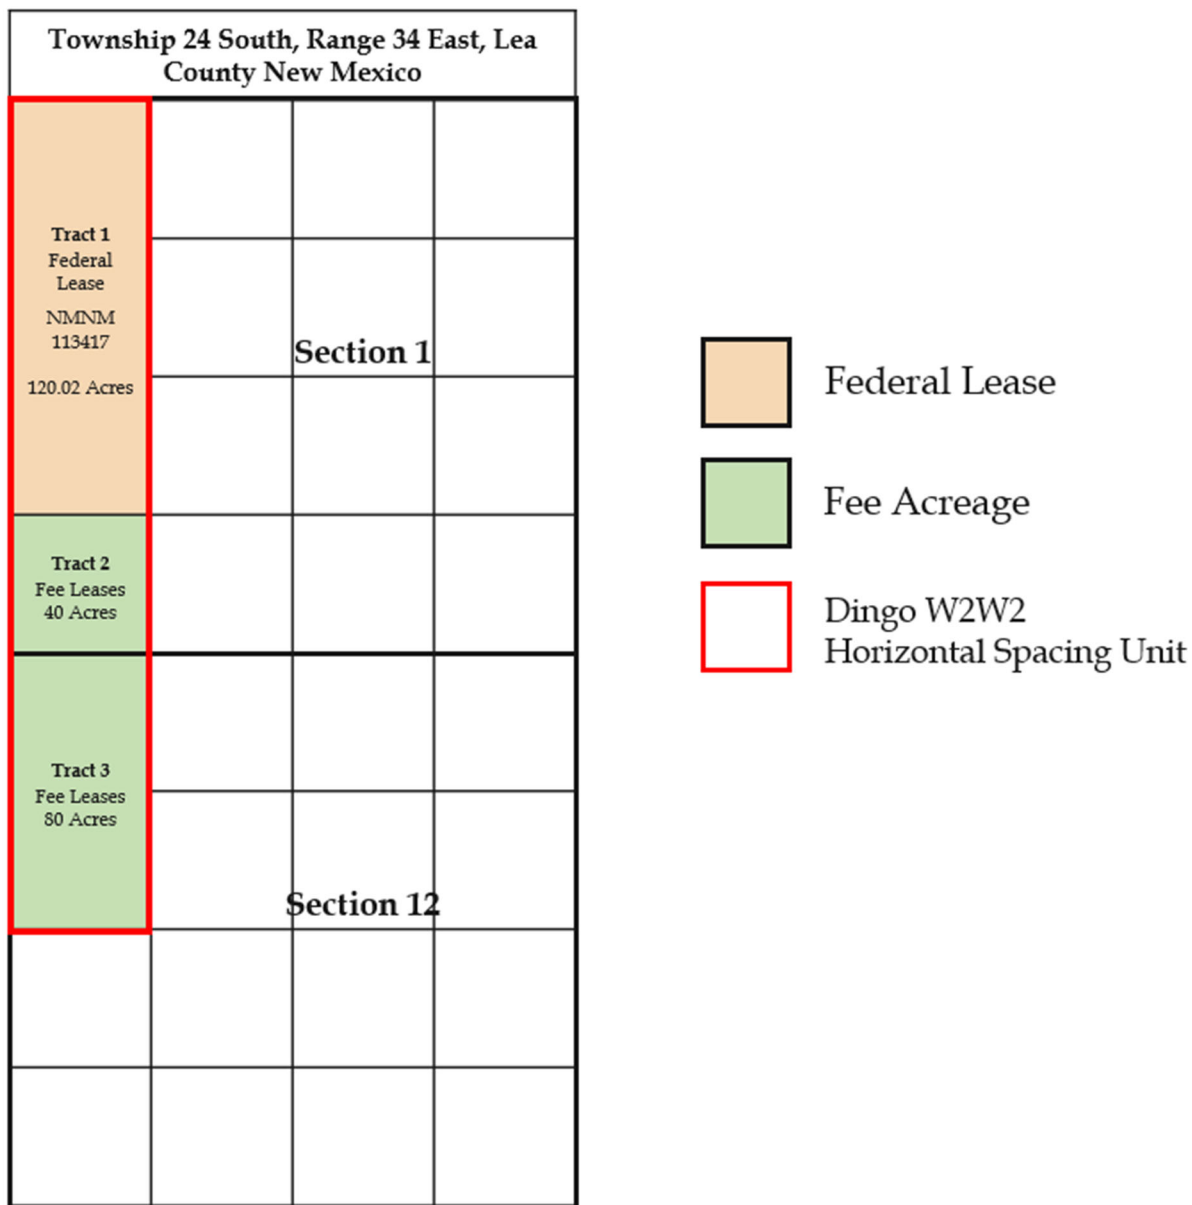 Township 24 South, Range 34 East, Lea
County New Mexico
Tract 1
Federal
Lease
NMNM
113417
120.02 Acres
Section 1
Tract 2
Fee Leases
40 Acres
Tract 3
Fee Leases
80 Acres
Section 12
Federal Lease
Fee Acreage
Dingo W2W2
Horizontal Spacing Unit